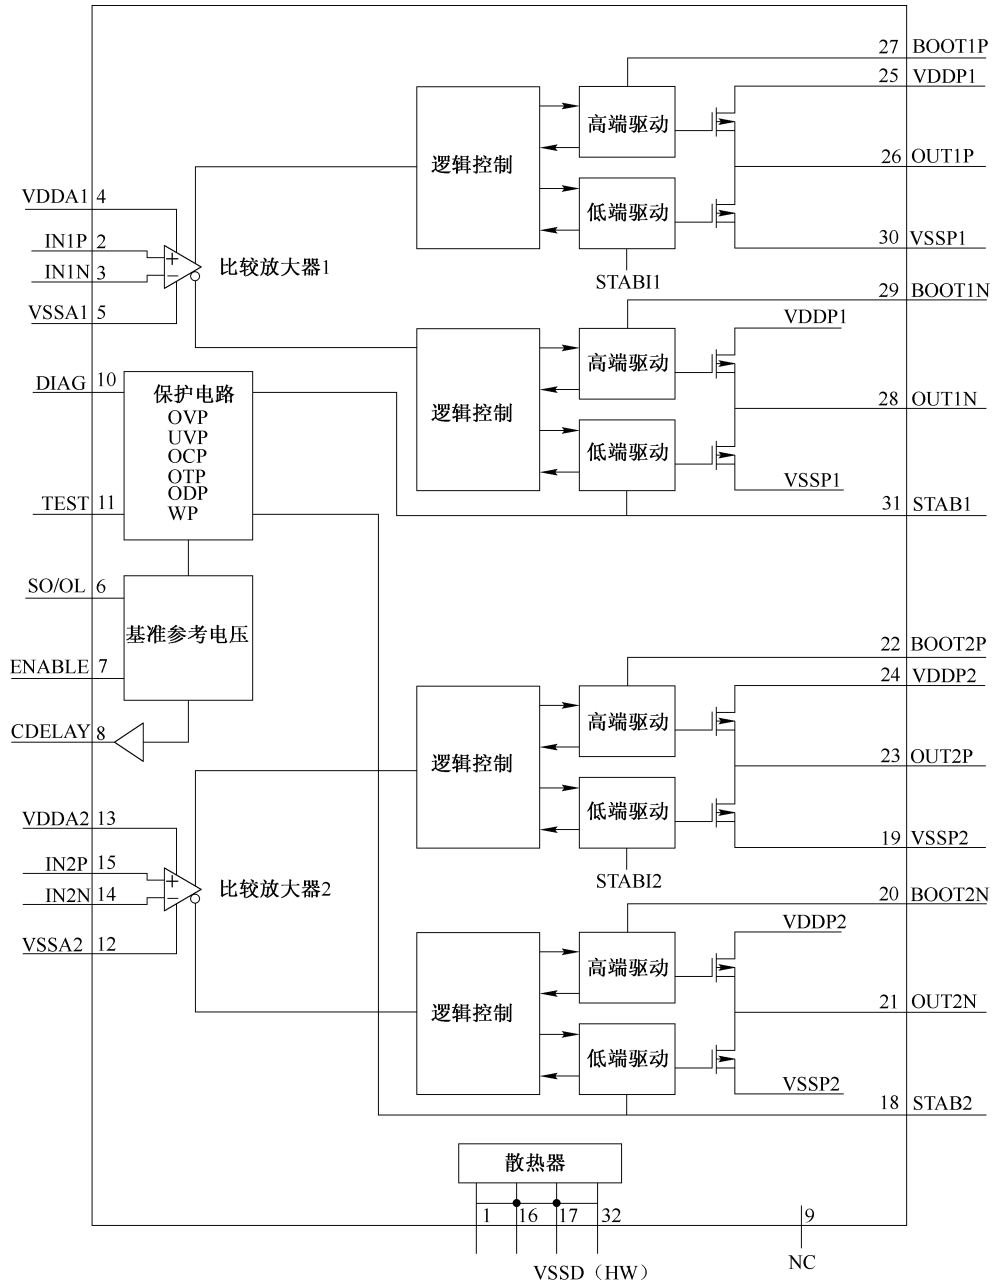 27 BOOT1P
25 VDDP1
高端驱动
逻辑控制
26 OUT1P
VDDA1 4
低端驱动
30 VSSP1
IN1P 2
+
比较放大器1
IN1N 3
−
STABI1
29 BOOT1N
VSSA1 5
VDDP1
高端驱动
DIAG 10
保护电路
OVP
UVP
OCP
OTP
ODP
WP
逻辑控制
28 OUT1N
低端驱动
VSSP1
TEST 11
31 STAB1
SO/OL 6
基准参考电压
22 BOOT2P
ENABLE 7
24 VDDP2
高端驱动
CDELAY 8
逻辑控制
23 OUT2P
VDDA2 13
低端驱动
19 VSSP2
IN2P 15
+
比较放大器2
IN2N 14
−
STABI2
20 BOOT2N
VDDP2
VSSA2 12
高端驱动
逻辑控制
21 OUT2N
低端驱动
VSSP2
18 STAB2
散热器
1 16 17 32
9
VSSD（HW）
NC